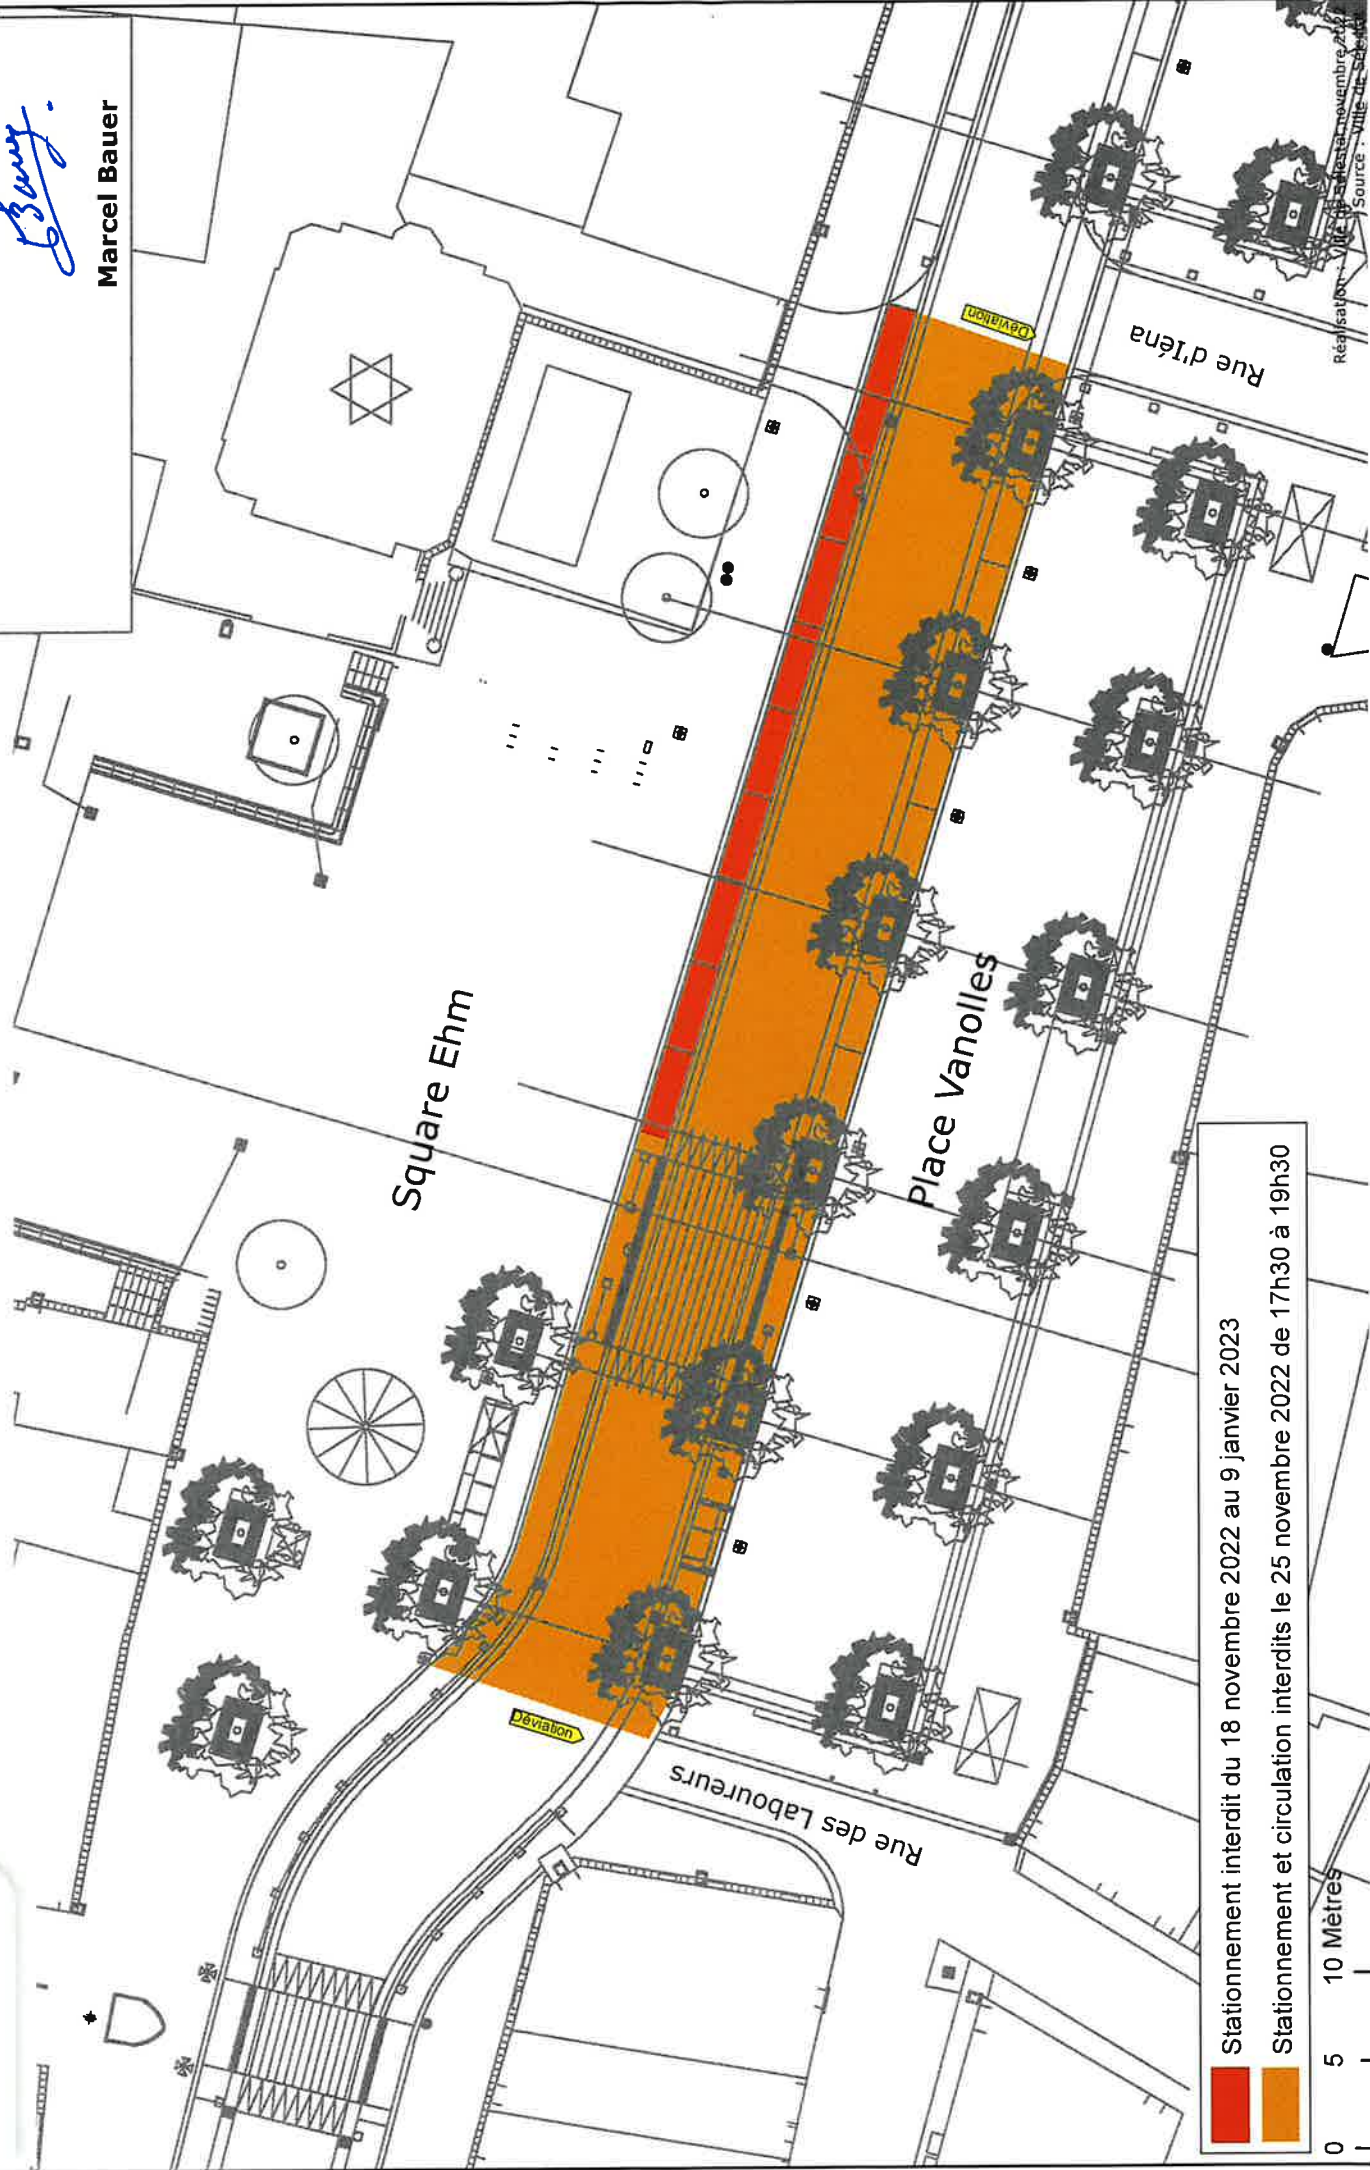 Marcel Bauer
Square Ehm
Place Vanolles
Rue d'Iéna
Rue des Laboureurs
Déviation
Déviation
Stationnement interdit du 18 novembre 2022 au 9 janvier 2023
Stationnement et circulation interdits le 25 novembre 2022 de 17h30 à 19h30
0 5 10 Mètres
Réalisation : Ville de Sélestat novembre 2022
Source : Ville de Sélestat